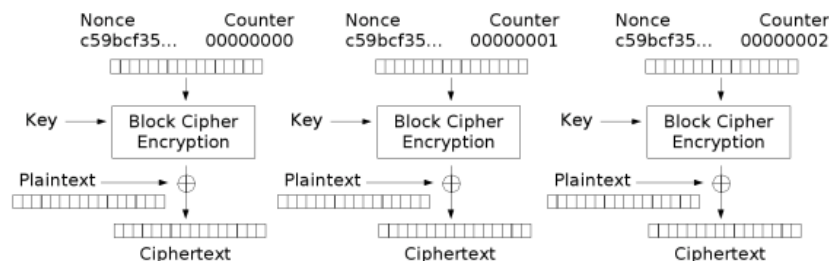 Nonce Counter Nonce Counter Nonce Counter
c59bcf35... 00000000 c59bcf35... 00000001 c59bcf35... 00000002
Key Block Cipher Encryption Key Block Cipher Encryption Key Block Cipher Encryption
Plaintext Plaintext Plaintext
Ciphertext Ciphertext Ciphertext